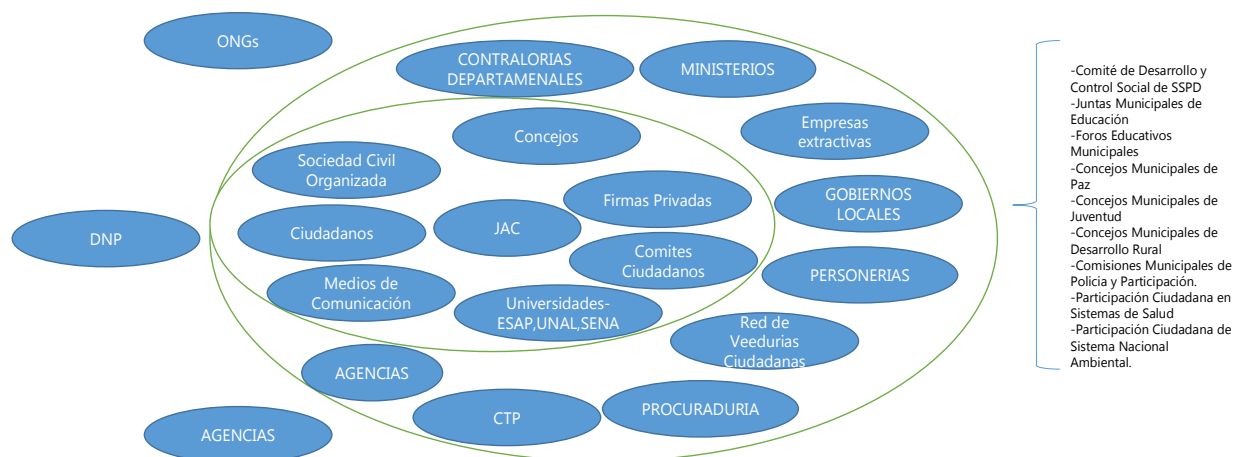 ONGs
CONTRALORIAS
DEPARTAMENALES
MINISTERIOS
Concejos
Empresas
extractivas
Sociedad Civil
Organizada
Firmas Privadas
GOBIERNOS
LOCALES
DNP
Ciudadanos
JAC
Comites
Ciudadanos
PERSONERIAS
Medios de
Comunicación
Universidades-
ESAP,UNAL,SENA
Red de
Veedurias
Ciudadanas
AGENCIAS
CTP
PROCURADURIA
AGENCIAS
-Comité de Desarrollo y
Control Social de SSPD
-Juntas Municipales de
Educación
-Foros Educativos
Municipales
-Concejos Municipales de
Paz
-Concejos Municipales de
Juventud
-Concejos Municipales de
Desarrollo Rural
-Comisiones Municipales de
Policia y Participación.
-Participación Ciudadana en
Sistemas de Salud
-Participación Ciudadana de
Sistema Nacional
Ambiental.